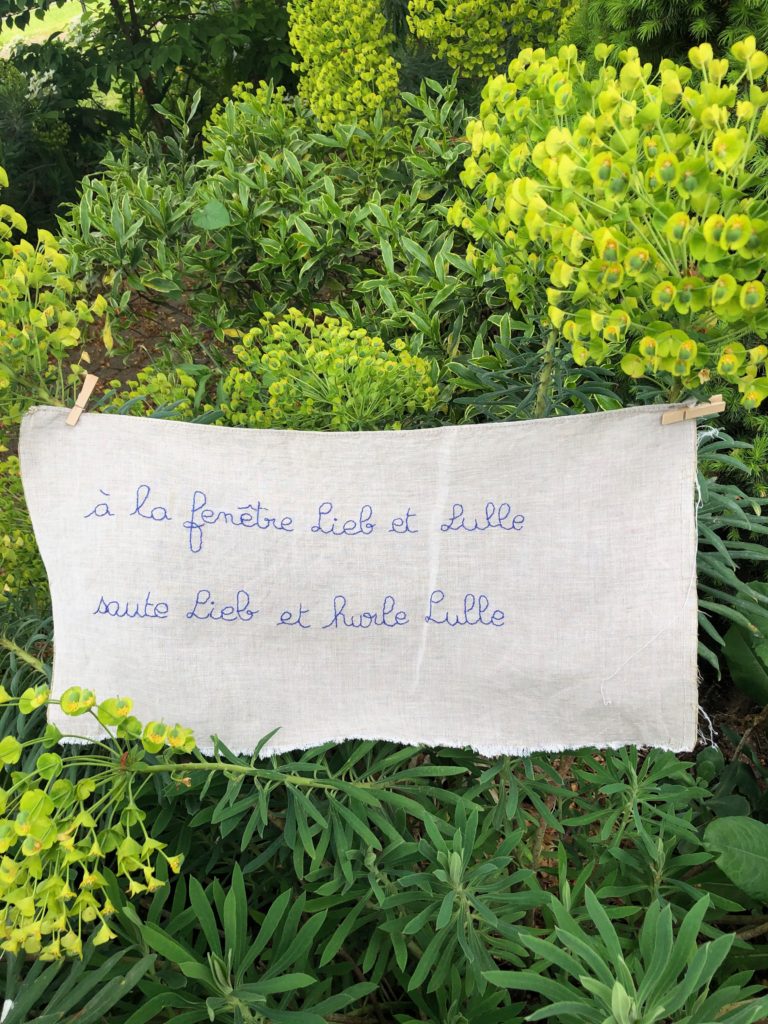 à la fenêtre Lieb et Lulle
saute Lieb et hurle Lulle